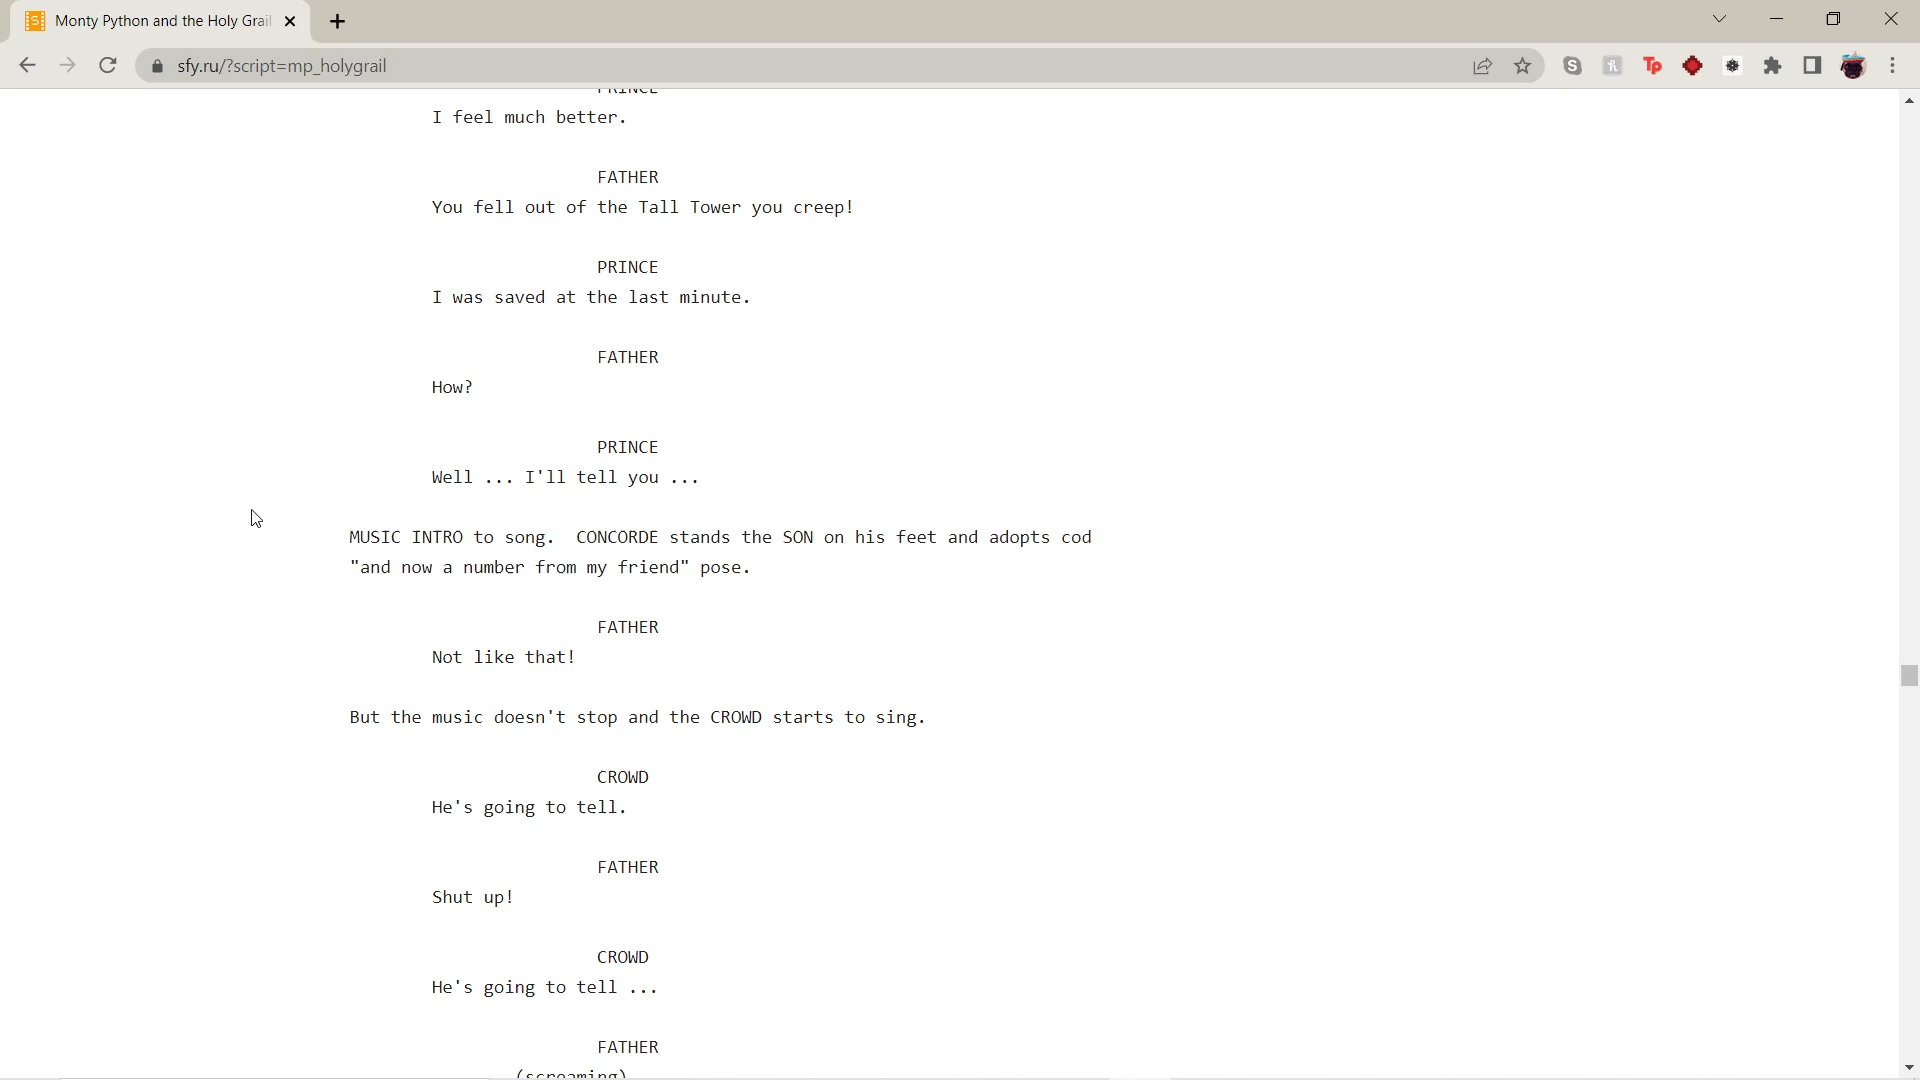 Monty Python and the Holy Grail
sfy.ru/?script=mp_holygrail
PRINCE
I feel much better.
FATHER
You fell out of the Tall Tower you creep!
PRINCE
I was saved at the last minute.
FATHER
How?
PRINCE
Well ... I'll tell you ...
MUSIC INTRO to song.  CONCORDE stands the SON on his feet and adopts cod
"and now a number from my friend" pose.
FATHER
Not like that!
But the music doesn't stop and the CROWD starts to sing.
CROWD
He's going to tell.
FATHER
Shut up!
CROWD
He's going to tell ...
FATHER
(screaming)